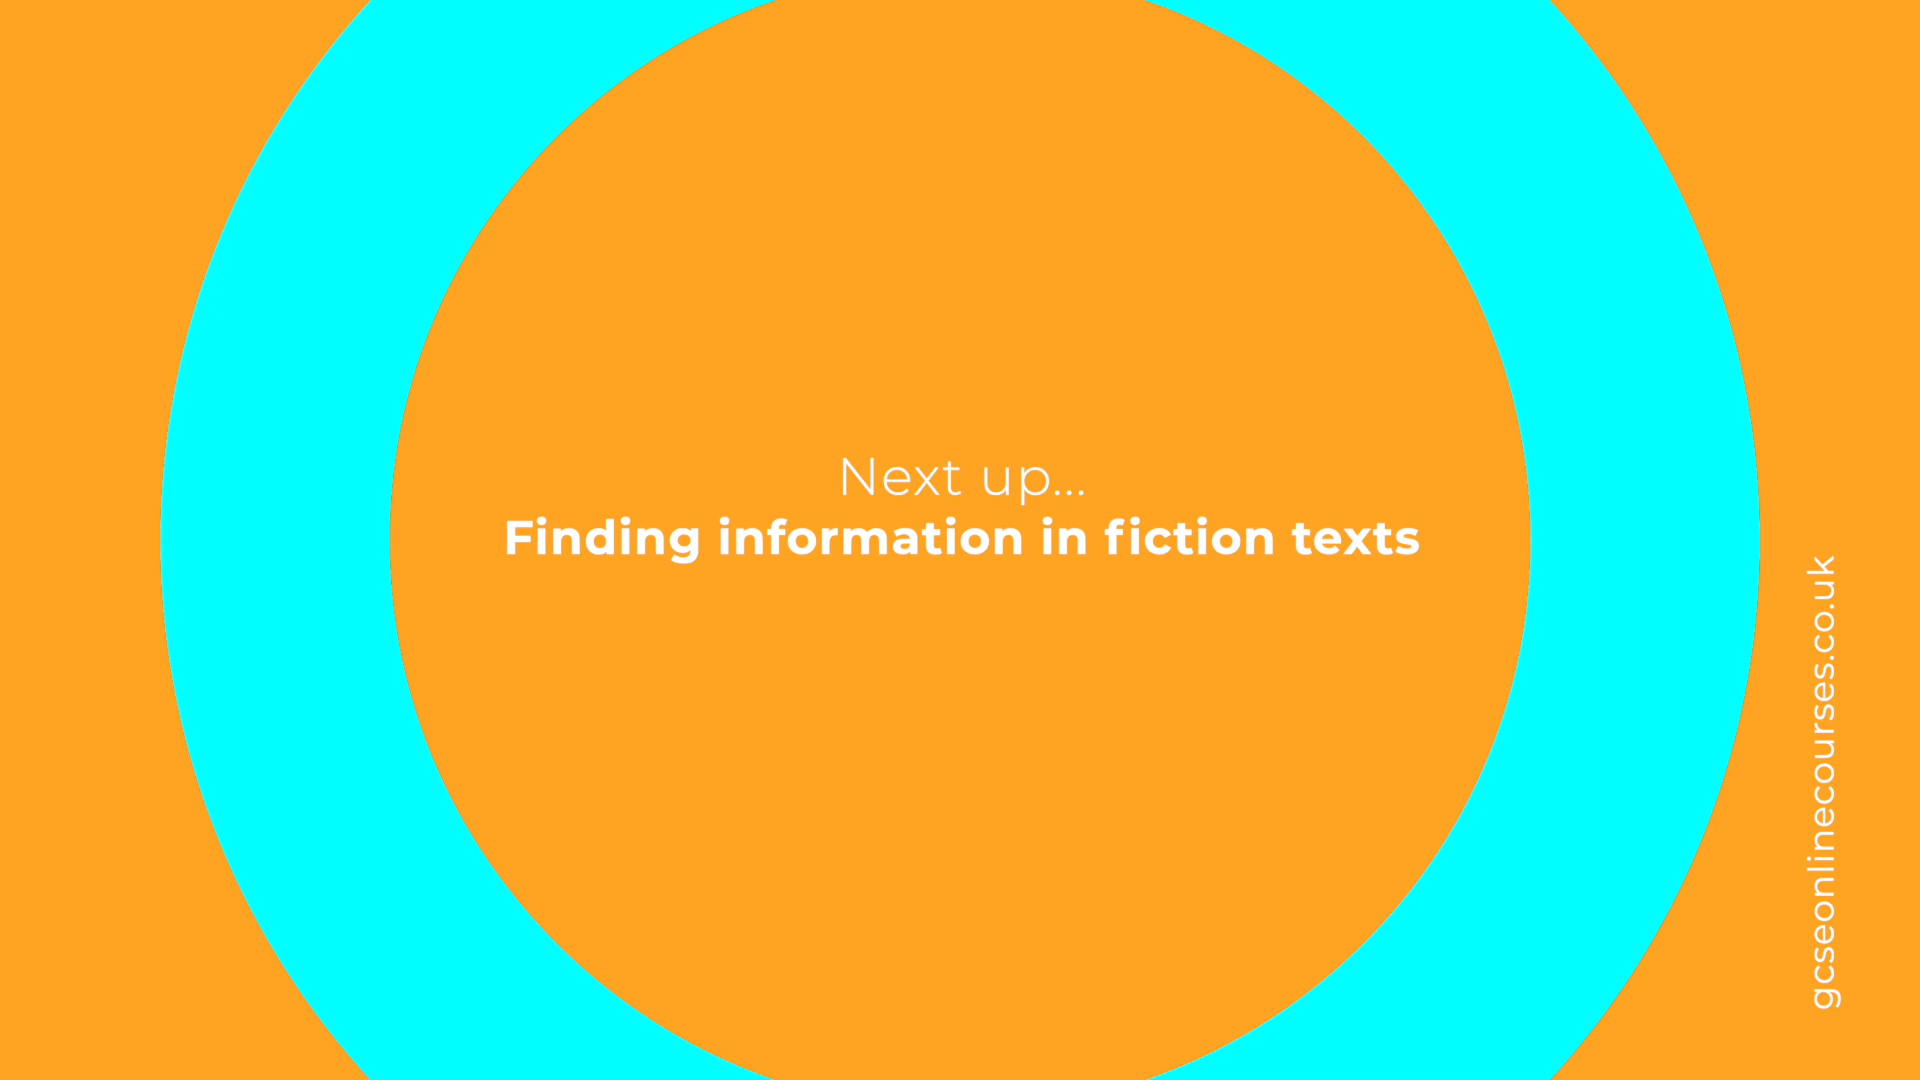 Next up...
Finding information in fiction texts
gcseonlinecourses.co.uk